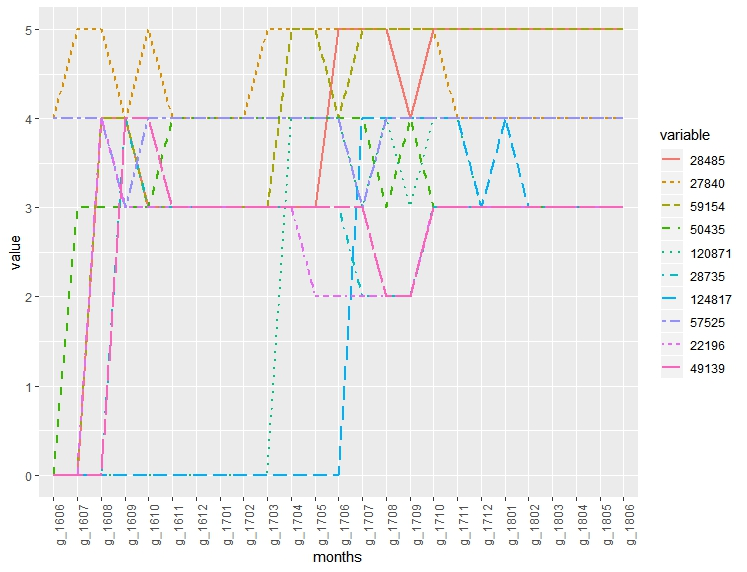 5
4
3
2
1
0
value
g_1606
g_1607
g_1608
g_1609
g_1610
g_1611
g_1612
g_1701
g_1702
g_1703
g_1704
g_1705
g_1706
g_1707
g_1708
g_1709
g_1710
g_1711
g_1712
g_1801
g_1802
g_1803
g_1804
g_1805
g_1806
months
variable
28485
27840
59154
50435
120871
28735
124817
57525
22196
49139